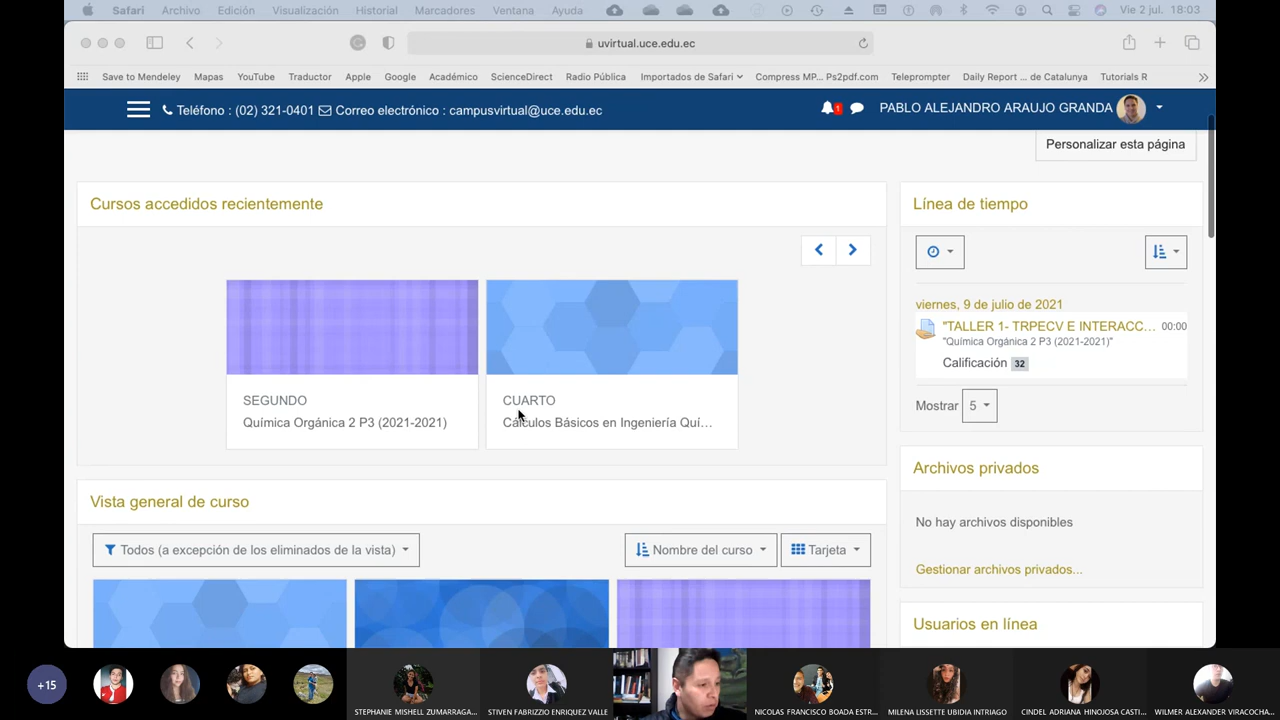 Safari Archivo Edición Visualización Historial Marcadores Ventana Ayuda Vie 2 jul. 18:03
uvirtual.uce.edu.ec
Save to Mendeley Mapas YouTube Traductor Apple Google Académico ScienceDirect Radio Pública Importados de Safari Compress MP... Ps2pdf.com Teleprompter Daily Report ... de Catalunya Tutorials R
Teléfono : (02) 321-0401 Correo electrónico : campusvirtual@uce.edu.ec 1 PABLO ALEJANDRO ARAUJO GRANDA
Personalizar esta página
Cursos accedidos recientemente
SEGUNDO
Química Orgánica 2 P3 (2021-2021)
CUARTO
Cálculos Básicos en Ingeniería Quí...
Vista general de curso
Todos (a excepción de los eliminados de la vista) Nombre del curso Tarjeta
Línea de tiempo
viernes, 9 de julio de 2021
"TALLER 1- TRPECV E INTERACC... 00:00
"Química Orgánica 2 P3 (2021-2021)"
Calificación 32
Mostrar 5
Archivos privados
No hay archivos disponibles
Gestionar archivos privados...
Usuarios en línea
+15
STEPHANIE MISHELL ZUMARRAGA... STIVEN FABRIZZIO ENRIQUEZ VALLE NICOLAS FRANCISCO BOADA ESTR... MILENA LISSETTE UBIDIA INTRIAGO CINDEL ADRIANA HINOJOSA CASTI... WILMER ALEXANDER VIRACOCHA...